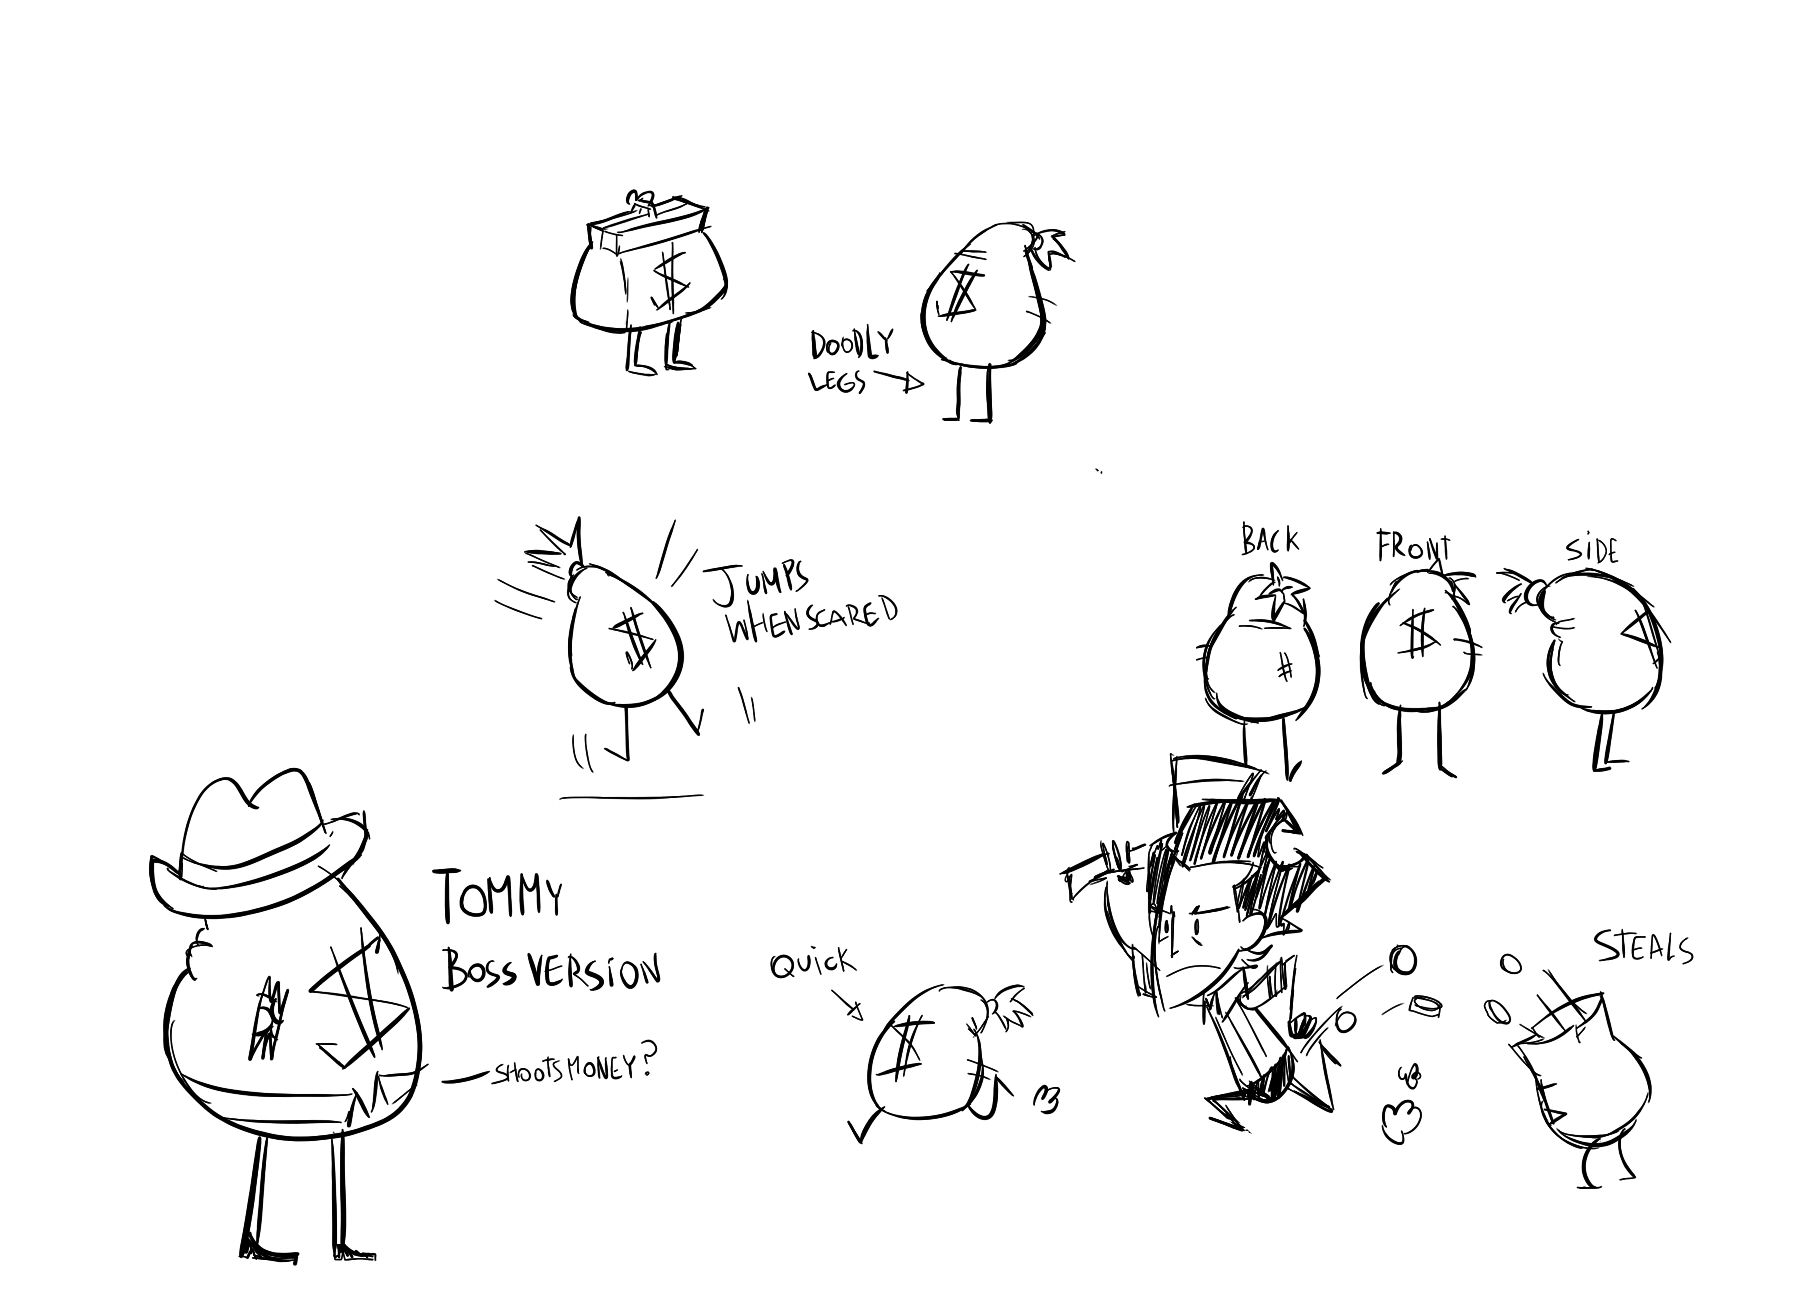 $
$
DOODLY
LEGS
$
JUMPS
WHEN SCARED
BACK
FRONT
SIDE
$
TOMMY
BOSS VERSION
SHOOTS MONEY?
$
QUICK
$
STEALS